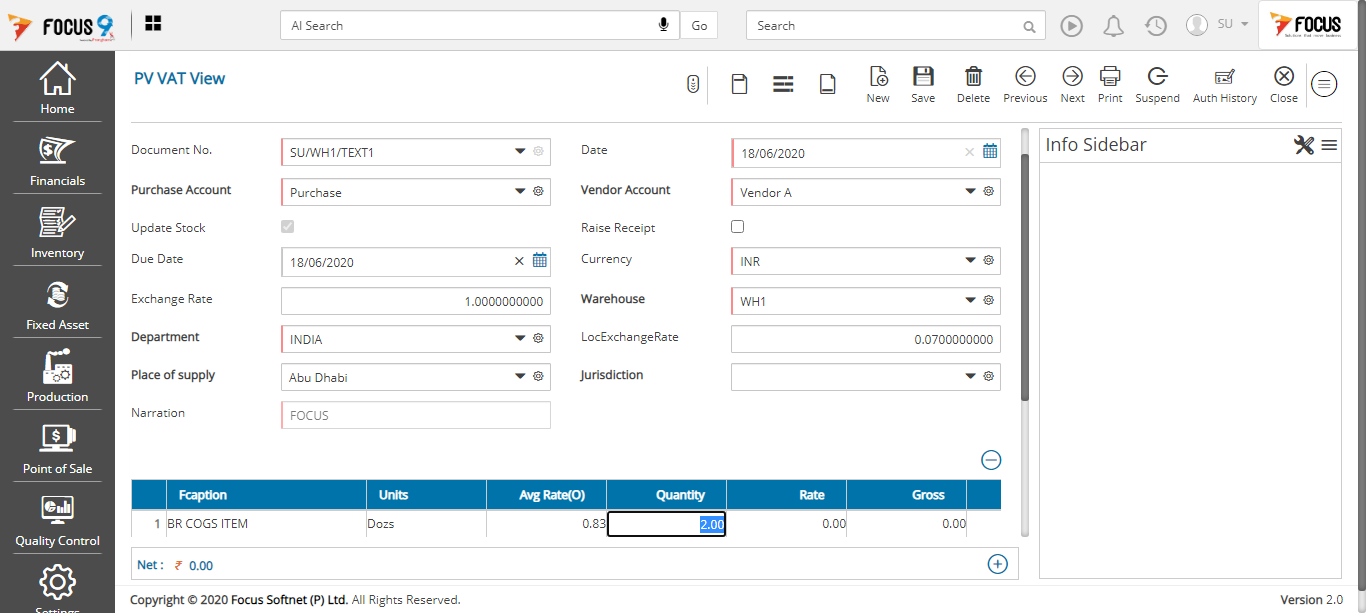 FOCUS 9
AI Search
Go
Search
SU
FOCUS
Home
Financials
Inventory
Fixed Asset
Production
Point of Sale
Quality Control
Settings
PV VAT View
New
Save
Delete
Previous
Next
Print
Suspend
Auth History
Close
Document No. SU/WH1/TEXT1
Date 18/06/2020
Purchase Account Purchase
Vendor Account Vendor A
Update Stock
Raise Receipt
Due Date 18/06/2020
Currency INR
Exchange Rate 1.0000000000
Warehouse WH1
Department INDIA
LocExchangeRate 0.0700000000
Place of supply Abu Dhabi
Jurisdiction
Narration FOCUS
Fcaption Units Avg Rate(O) Quantity Rate Gross
1 BR COGS ITEM Dozs 0.83 2.00 0.00 0.00
Net : ₹ 0.00
Info Sidebar
Copyright © 2020 Focus Softnet (P) Ltd. All Rights Reserved.
Version 2.0